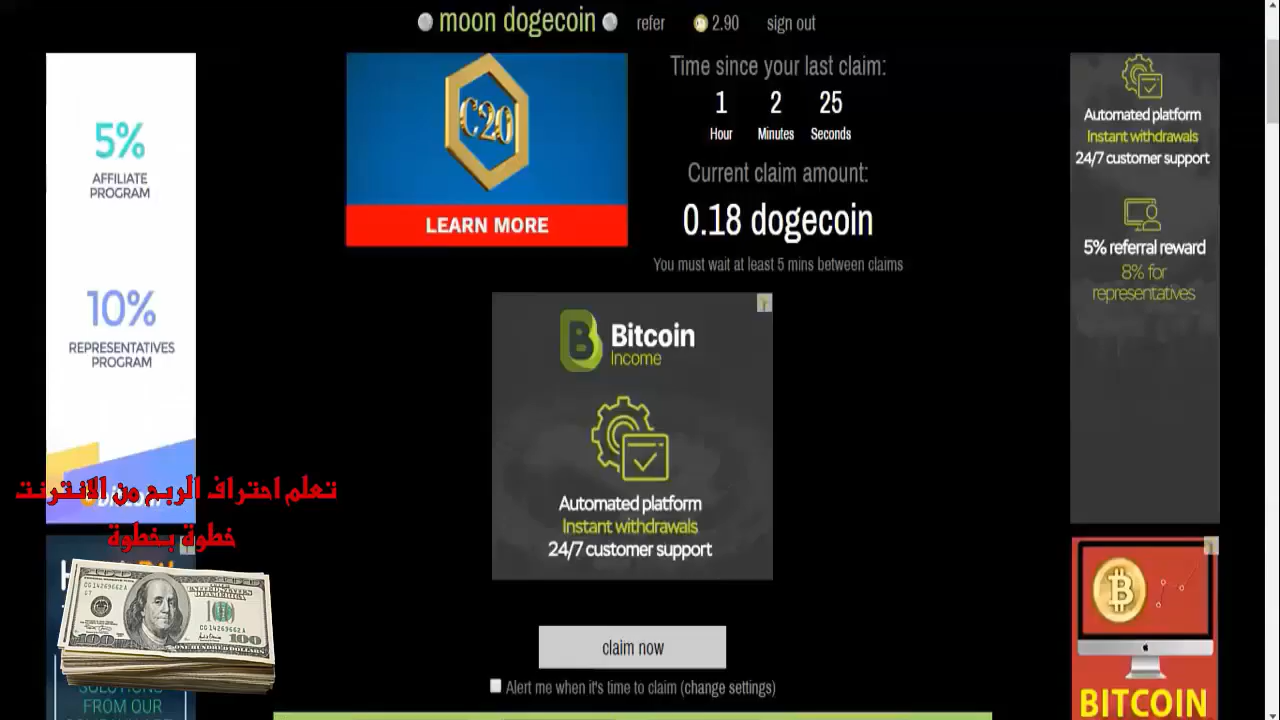 moon dogecoin
refer
2.90
sign out
5%
AFFILIATE
PROGRAM
10%
REPRESENTATIVES
PROGRAM
C20
LEARN MORE
Time since your last claim:
1 2 25
Hour Minutes Seconds
Current claim amount:
0.18 dogecoin
You must wait at least 5 mins between claims
Bitcoin
Income
Automated platform
Instant withdrawals
24/7 customer support
claim now
Alert me when it's time to claim (change settings)
Automated platform
Instant withdrawals
24/7 customer support
5% referral reward
8% for
representatives
BITCOIN
تعلم احتراف الربح من الانترنت
خطوة بخطوة
100
100
SOLUTIONS
FROM OUR